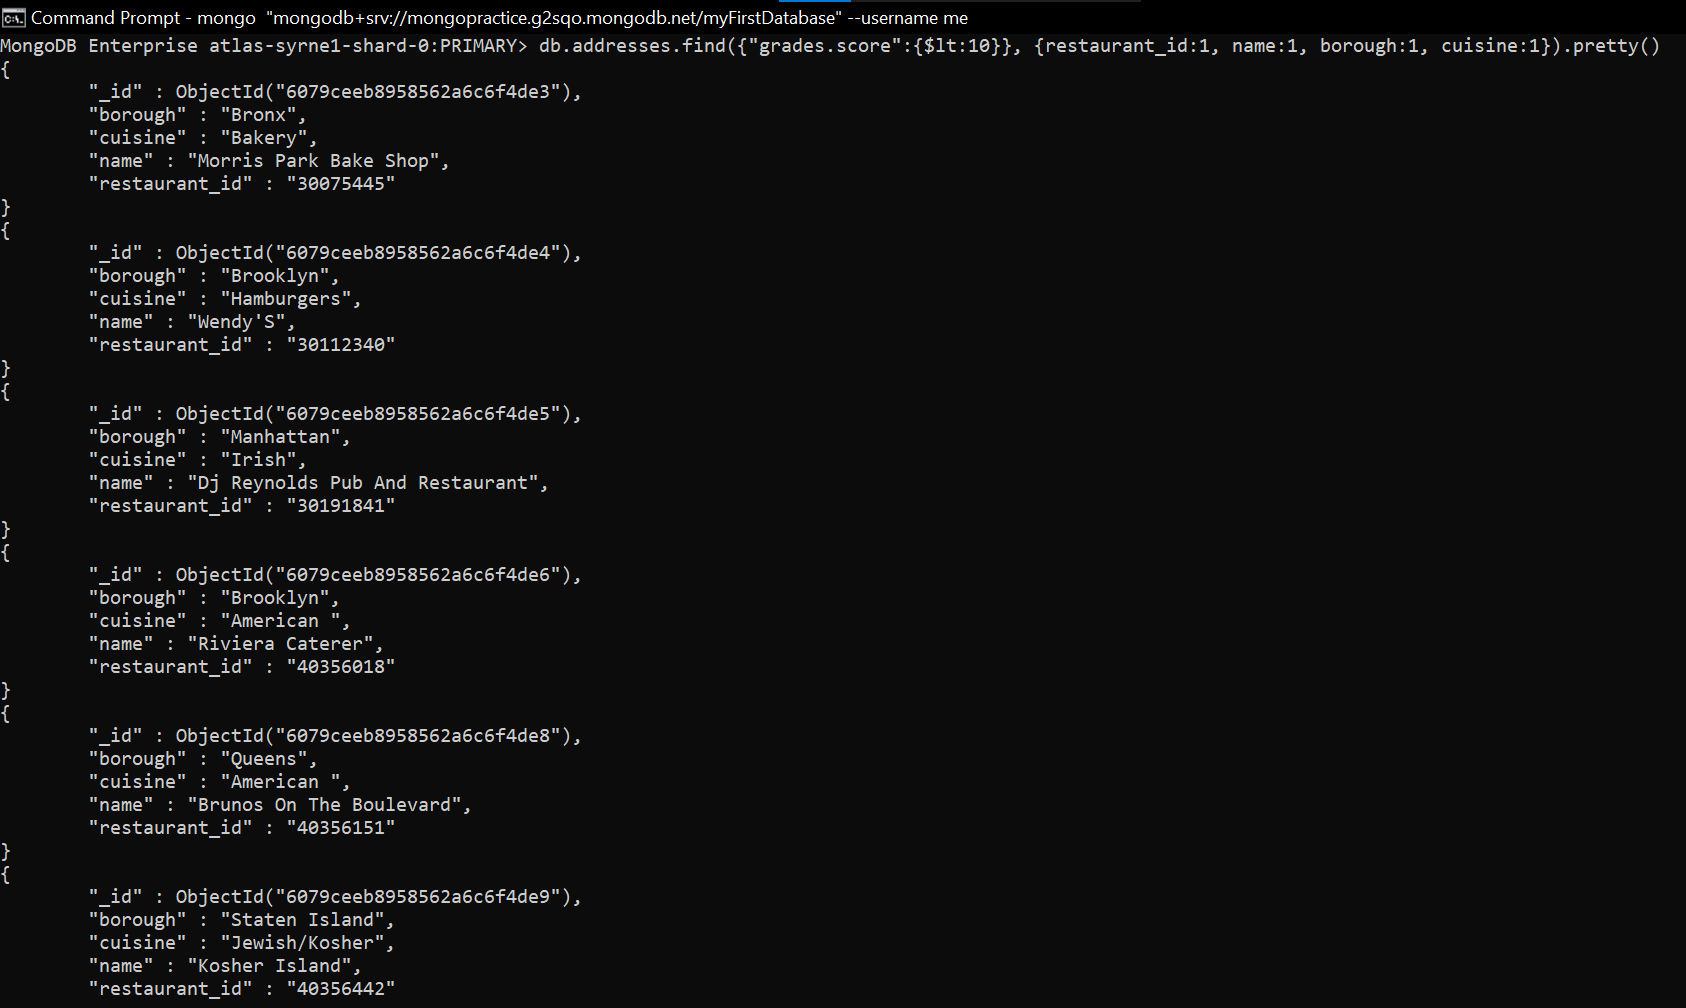 Command Prompt - mongo  "mongodb+srv://mongopractice.g2sqo.mongodb.net/myFirstDatabase" --username me
MongoDB Enterprise atlas-syrne1-shard-0:PRIMARY> db.addresses.find({"grades.score":{$lt:10}}, {restaurant_id:1, name:1, borough:1, cuisine:1}).pretty()
{
        "_id" : ObjectId("6079ceeb8958562a6c6f4de3"),
        "borough" : "Bronx",
        "cuisine" : "Bakery",
        "name" : "Morris Park Bake Shop",
        "restaurant_id" : "30075445"
}
{
        "_id" : ObjectId("6079ceeb8958562a6c6f4de4"),
        "borough" : "Brooklyn",
        "cuisine" : "Hamburgers",
        "name" : "Wendy'S",
        "restaurant_id" : "30112340"
}
{
        "_id" : ObjectId("6079ceeb8958562a6c6f4de5"),
        "borough" : "Manhattan",
        "cuisine" : "Irish",
        "name" : "Dj Reynolds Pub And Restaurant",
        "restaurant_id" : "30191841"
}
{
        "_id" : ObjectId("6079ceeb8958562a6c6f4de6"),
        "borough" : "Brooklyn",
        "cuisine" : "American ",
        "name" : "Riviera Caterer",
        "restaurant_id" : "40356018"
}
{
        "_id" : ObjectId("6079ceeb8958562a6c6f4de8"),
        "borough" : "Queens",
        "cuisine" : "American ",
        "name" : "Brunos On The Boulevard",
        "restaurant_id" : "40356151"
}
{
        "_id" : ObjectId("6079ceeb8958562a6c6f4de9"),
        "borough" : "Staten Island",
        "cuisine" : "Jewish/Kosher",
        "name" : "Kosher Island",
        "restaurant_id" : "40356442"